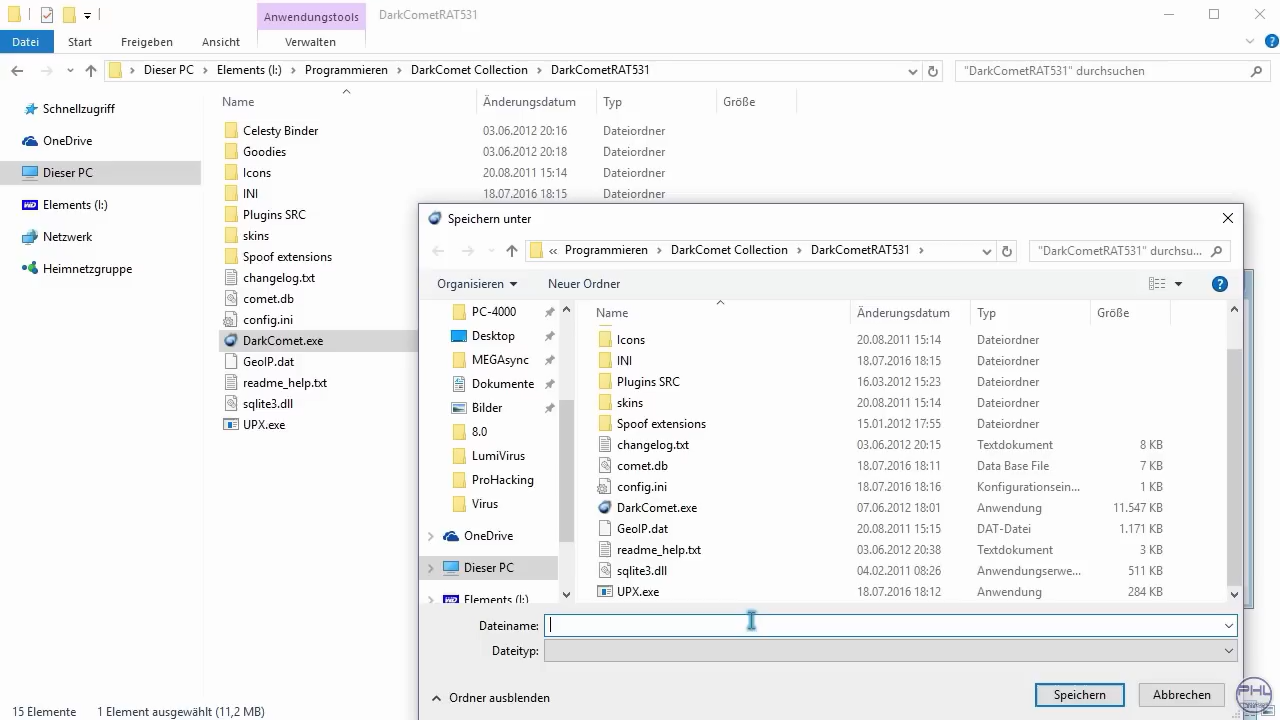 Anwendungstools DarkCometRAT531
Datei Start Freigeben Ansicht Verwalten
Dieser PC Elements (I:) Programmieren DarkComet Collection DarkCometRAT531 "DarkCometRAT531" durchsuchen
Name Änderungsdatum Typ Größe
Schnellzugriff
OneDrive
Dieser PC
Elements (I:)
Netzwerk
Heimnetzgruppe
Celesty Binder 03.06.2012 20:16 Dateiordner
Goodies 03.06.2012 20:18 Dateiordner
Icons 20.08.2011 15:14 Dateiordner
INI 18.07.2016 18:15 Dateiordner
Plugins SRC
skins
Spoof extensions
changelog.txt
comet.db
config.ini
DarkComet.exe
GeoIP.dat
readme_help.txt
sqlite3.dll
UPX.exe
Speichern unter
« Programmieren DarkComet Collection DarkCometRAT531 "DarkCometRAT531" durchsu...
Organisieren Neuer Ordner
PC-4000
Desktop
MEGAsync
Dokumente
Bilder
8.0
LumiVirus
ProHacking
Virus
OneDrive
Dieser PC
Elements (I:)
Name Änderungsdatum Typ Größe
Icons 20.08.2011 15:14 Dateiordner
INI 18.07.2016 18:15 Dateiordner
Plugins SRC 16.03.2012 15:23 Dateiordner
skins 20.08.2011 15:14 Dateiordner
Spoof extensions 15.01.2012 17:55 Dateiordner
changelog.txt 03.06.2012 20:15 Textdokument 8 KB
comet.db 18.07.2016 18:11 Data Base File 7 KB
config.ini 18.07.2016 18:16 Konfigurationsein... 1 KB
DarkComet.exe 07.06.2012 18:01 Anwendung 11.547 KB
GeoIP.dat 20.08.2011 15:15 DAT-Datei 1.171 KB
readme_help.txt 03.06.2012 20:38 Textdokument 3 KB
sqlite3.dll 04.02.2011 08:26 Anwendungserwe... 511 KB
UPX.exe 18.07.2016 18:12 Anwendung 284 KB
Dateiname:
Dateityp:
Ordner ausblenden Speichern Abbrechen
15 Elemente 1 Element ausgewählt (11,2 MB)
PHL